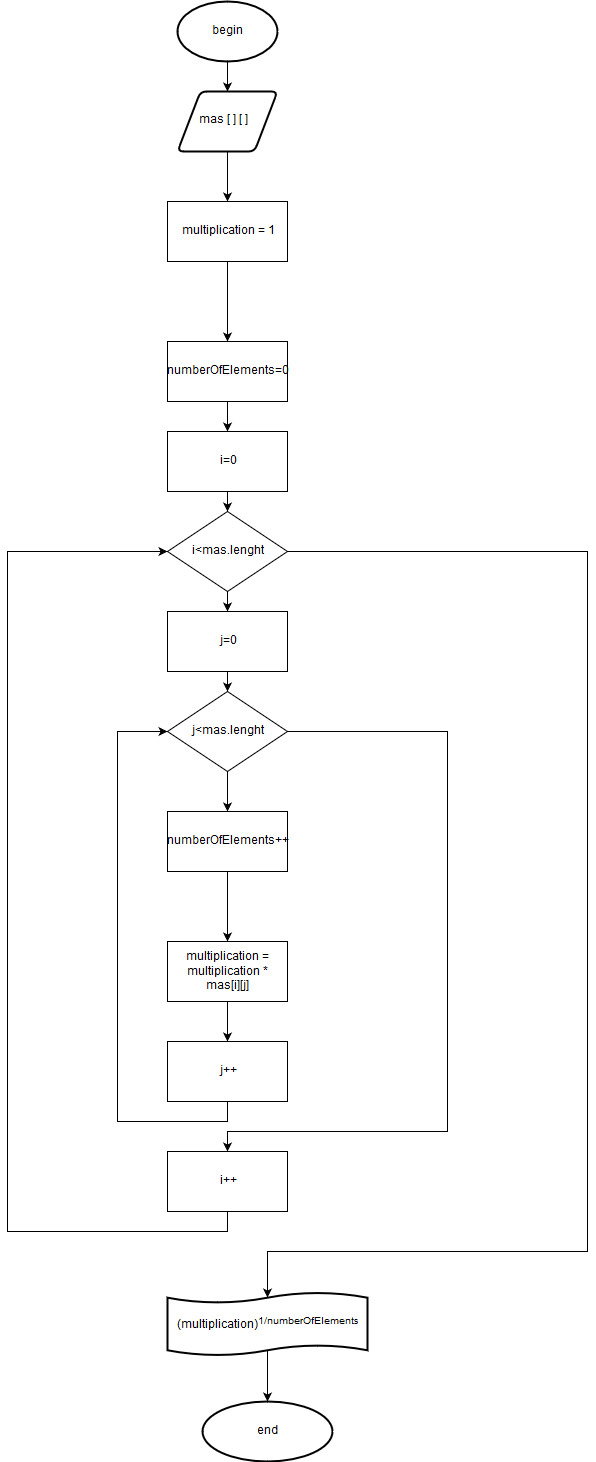 begin
mas [ ] [ ]
multiplication = 1
numberOfElements=0
i=0
i<mas.lenght
j=0
j<mas.lenght
numberOfElements++
multiplication =
multiplication *
mas[i][j]
j++
i++
(multiplication)1/numberOfElements
end